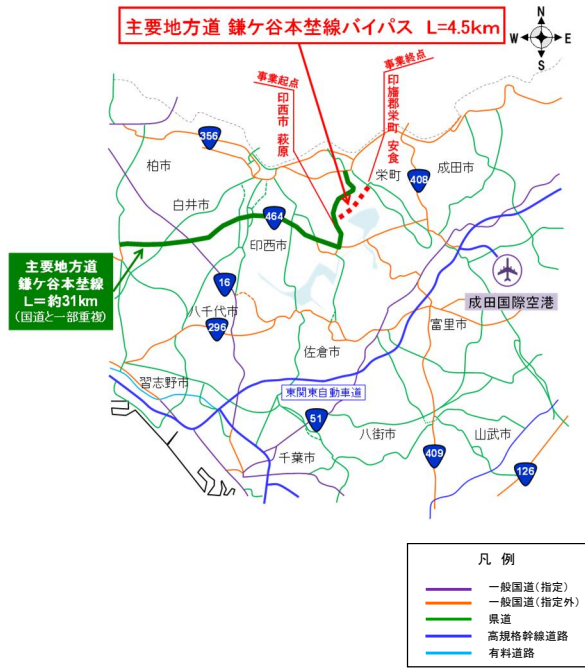 主要地方道 鎌ケ谷本埜線バイパス L=4.5km
N
W
E
S
事業起点
印西市 萩原
事業終点
印旛郡栄町 安食
356
柏市
栄町
408
成田市
白井市
464
印西市
主要地方道
鎌ケ谷本埜線
L=約31km
(国道と一部重複)
16
成田国際空港
八千代市
296
富里市
佐倉市
習志野市
東関東自動車道
51
八街市
山武市
千葉市
409
126
凡 例
一般国道(指定)
一般国道(指定外)
県道
高規格幹線道路
有料道路